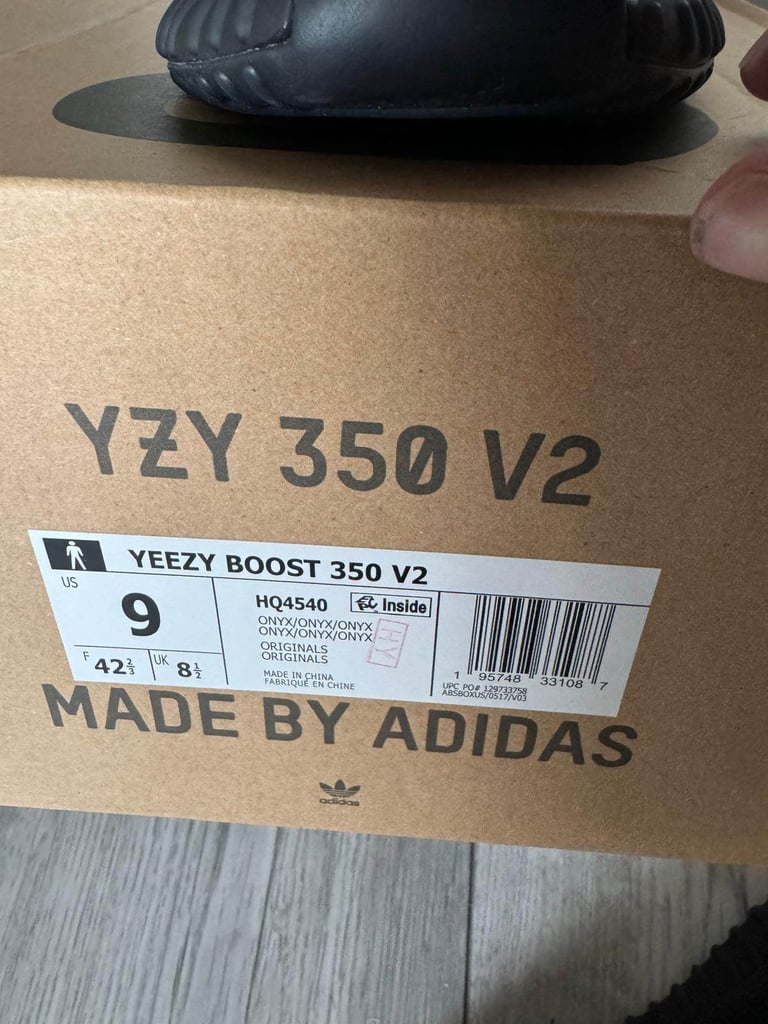 YZY 350 V2
YEEZY BOOST 350 V2
US
9
F 42⅔
UK 8½
HQ4540
Inside
ONYX/ONYX/ONYX
ONYX/ONYX/ONYX
ORIGINALS
ORIGINALS
HY
MADE IN CHINA
FABRIQUÉ EN CHINE
1 95748 33108 7
UPC PO# 129733758
ABSBOXUS/0517/V03
MADE BY ADIDAS
adidas